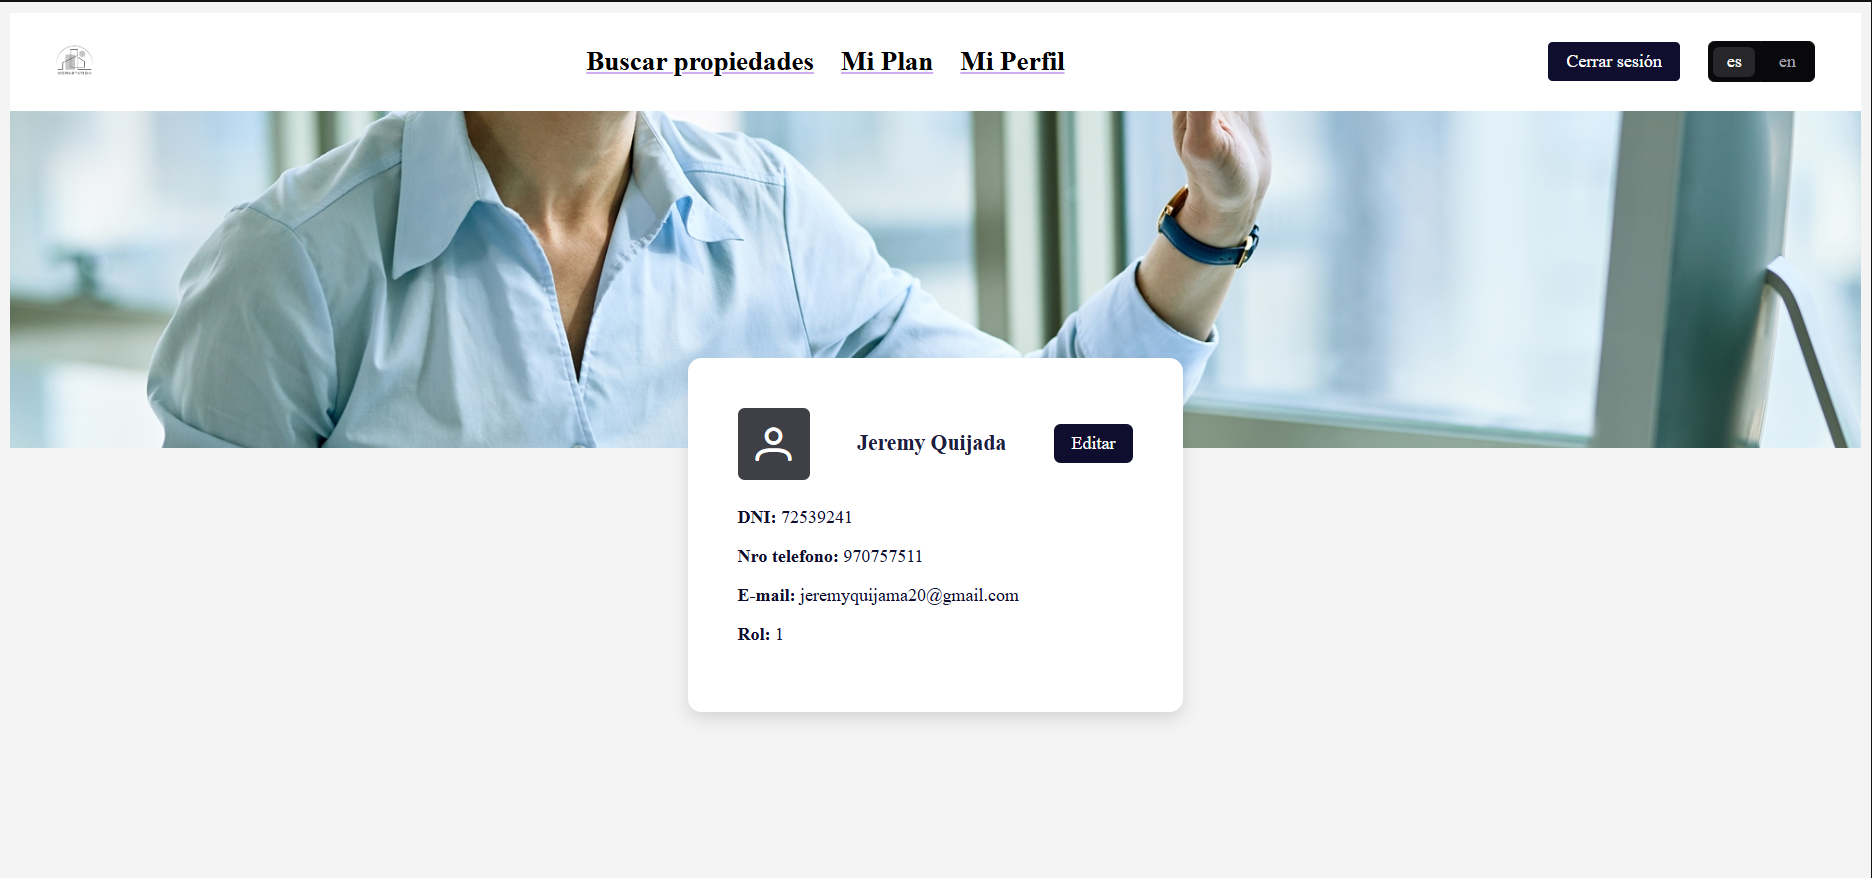 Buscar propiedades Mi Plan Mi Perfil Cerrar sesión es en
Jeremy Quijada Editar
DNI: 72539241
Nro telefono: 970757511
E-mail: jeremyquijama20@gmail.com
Rol: 1